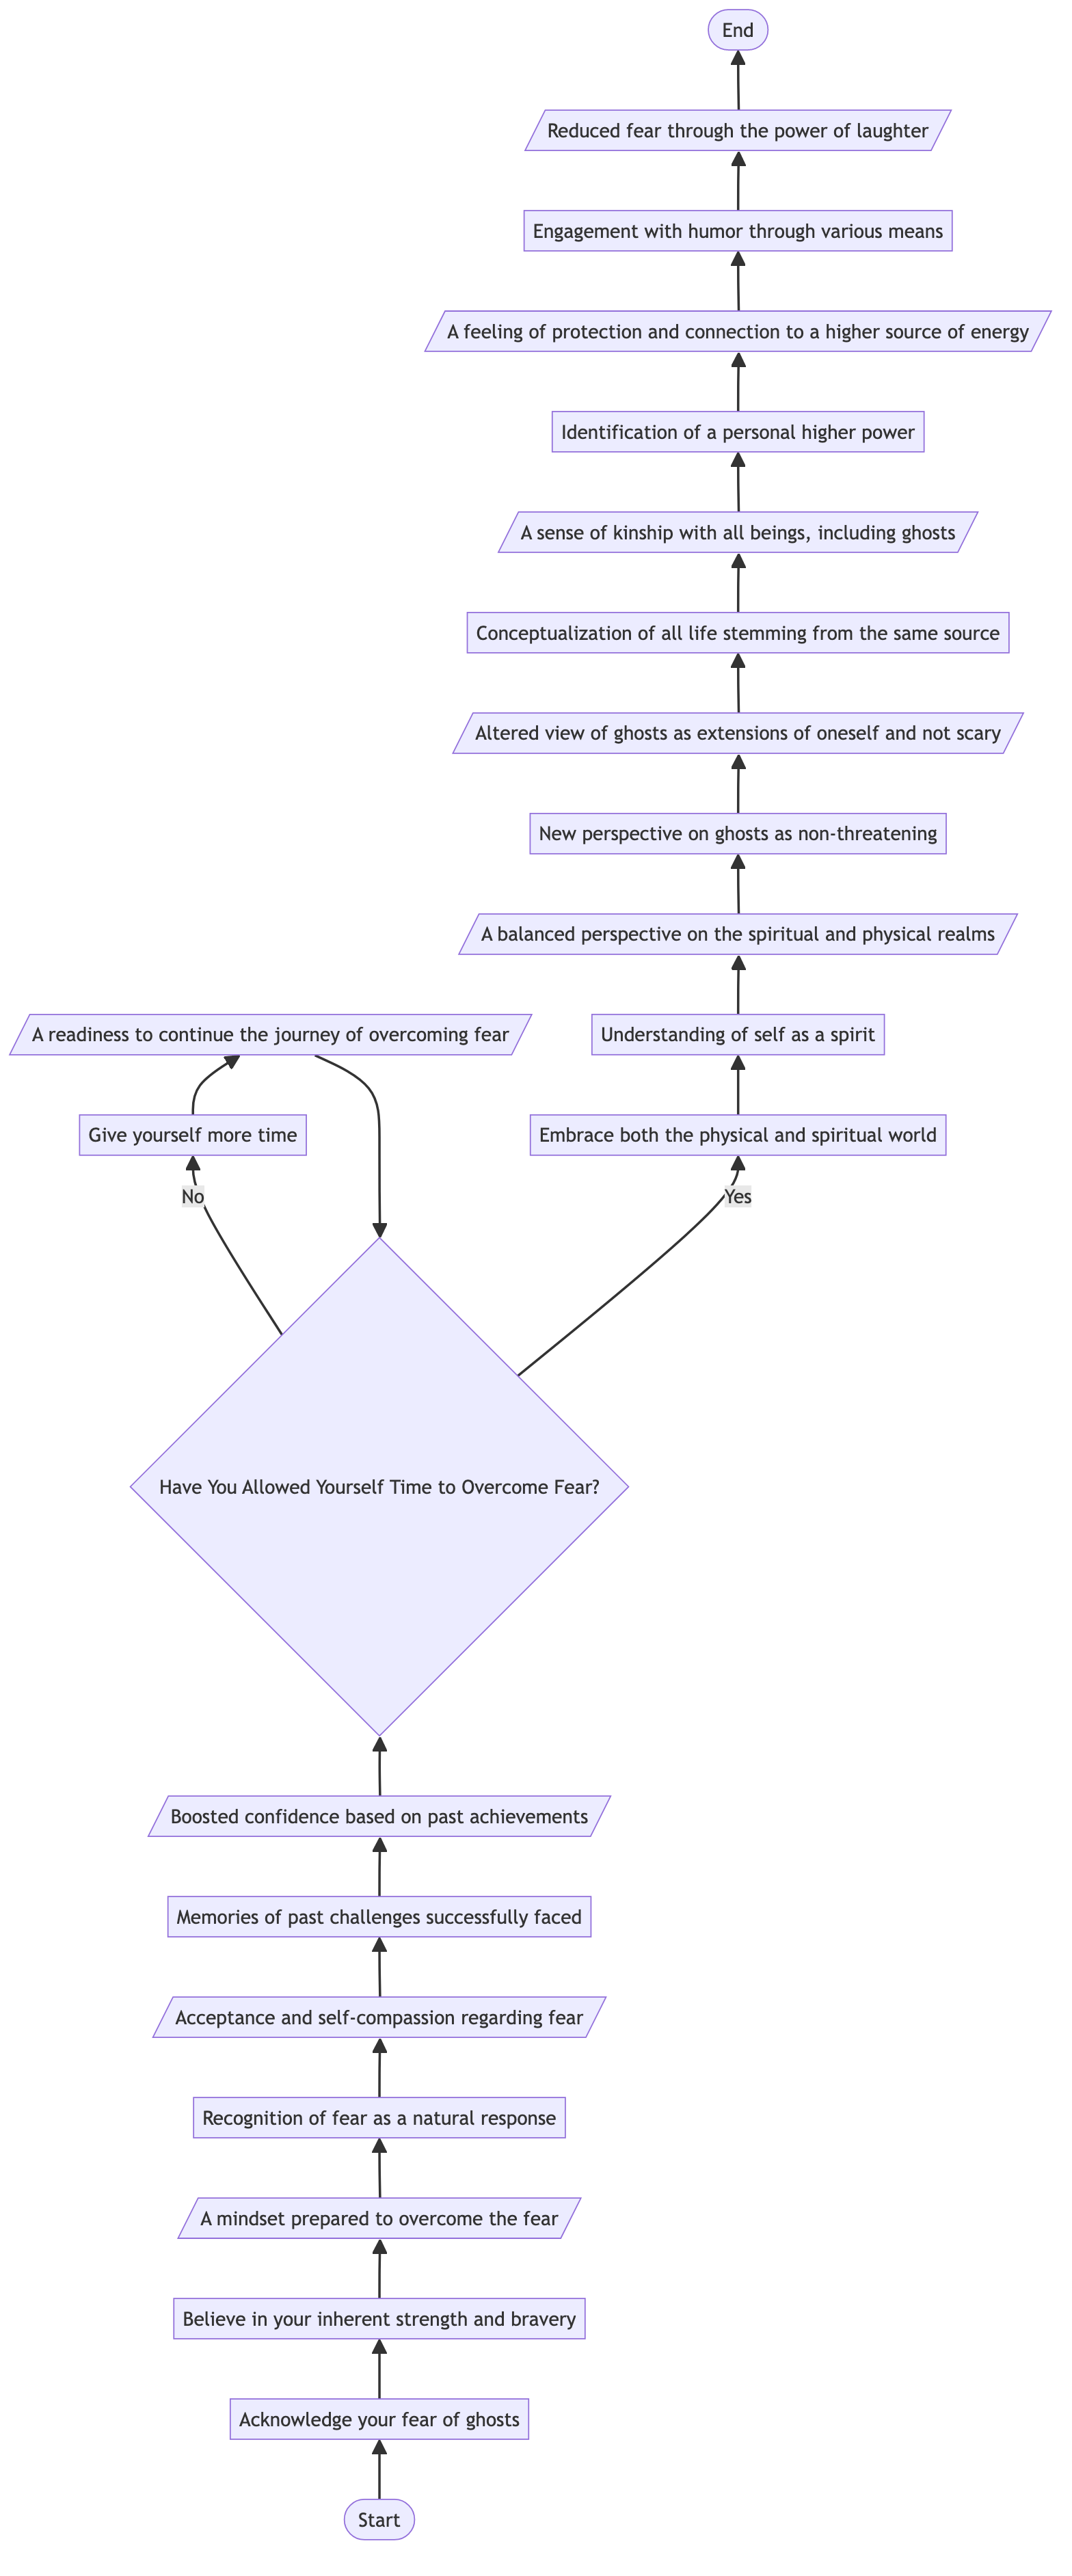 End
Reduced fear through the power of laughter
Engagement with humor through various means
A feeling of protection and connection to a higher source of energy
Identification of a personal higher power
A sense of kinship with all beings, including ghosts
Conceptualization of all life stemming from the same source
Altered view of ghosts as extensions of oneself and not scary
New perspective on ghosts as non-threatening
A balanced perspective on the spiritual and physical realms
A readiness to continue the journey of overcoming fear
Understanding of self as a spirit
Give yourself more time
Embrace both the physical and spiritual world
No
Yes
Have You Allowed Yourself Time to Overcome Fear?
Boosted confidence based on past achievements
Memories of past challenges successfully faced
Acceptance and self-compassion regarding fear
Recognition of fear as a natural response
A mindset prepared to overcome the fear
Believe in your inherent strength and bravery
Acknowledge your fear of ghosts
Start